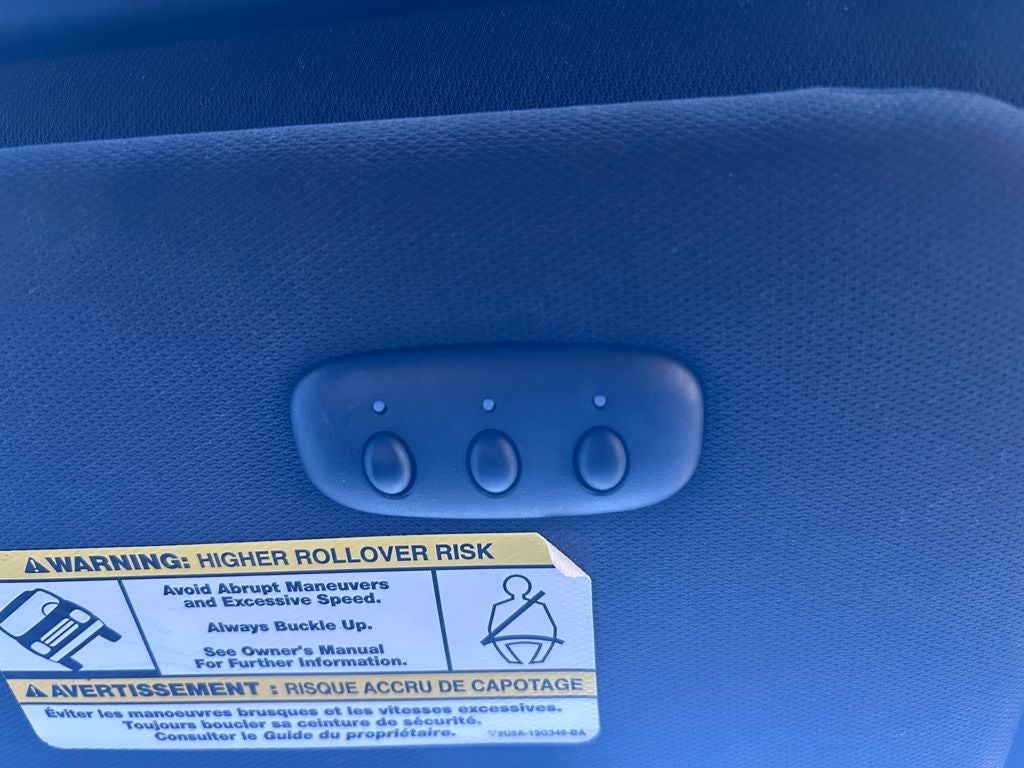 WARNING: HIGHER ROLLOVER RISK
Avoid Abrupt Maneuvers
and Excessive Speed.
Always Buckle Up.
See Owner's Manual
For Further Information.
AVERTISSEMENT : RISQUE ACCRU DE CAPOTAGE
Éviter les manoeuvres brusques et les vitesses excessives.
Toujours boucler sa ceinture de sécurité.
Consulter le Guide du propriétaire.